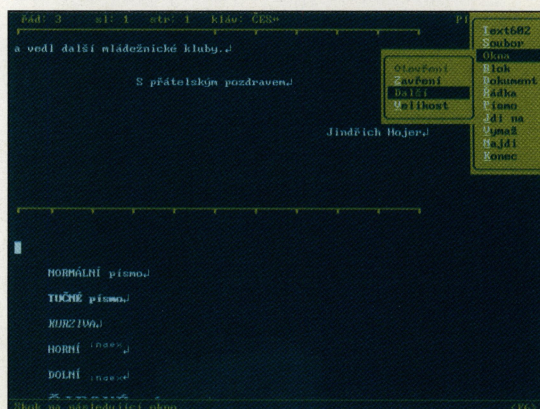 řád: 3 sl: 1 str: 1 kláv: ČES
a vedl další mládežnické kluby.
S přátelským pozdravem
Jindřich Mojer
Text602
Soubor
Okna
Blok
Dokument
Řádka
Písmo
Jdi na
Vymaž
Najdi
Konec
Otevření
Zavření
Další
Velikost
NORMÁLNÍ písmo
TUČNÉ písmo
KURZIVA
HORNÍ index
DOLNÍ index
Skok na následující okno (F6)